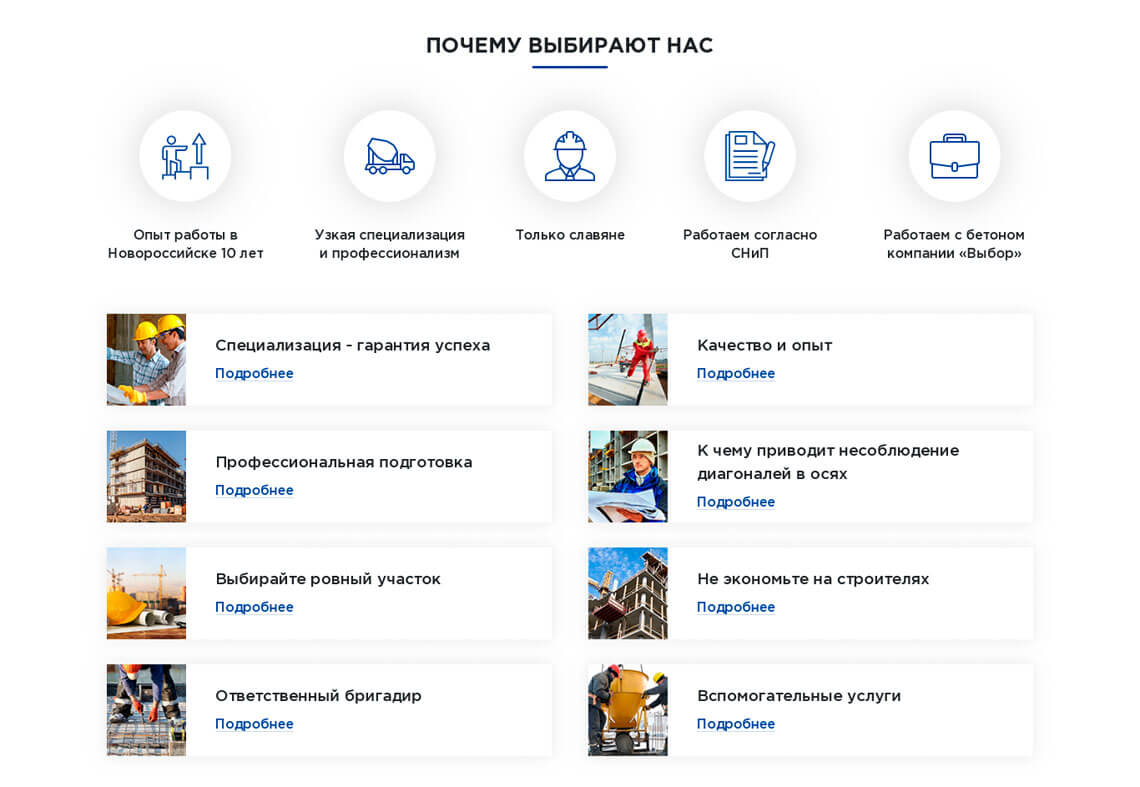 ПОЧЕМУ ВЫБИРАЮТ НАС
Опыт работы в
Новороссийске 10 лет
Узкая специализация
и профессионализм
Только славяне
Работаем согласно
СНиП
Работаем с бетоном
компании «Выбор»
Специализация - гарантия успеха
Подробнее
Качество и опыт
Подробнее
Профессиональная подготовка
Подробнее
К чему приводит несоблюдение
диагоналей в осях
Подробнее
Выбирайте ровный участок
Подробнее
Не экономьте на строителях
Подробнее
Ответственный бригадир
Подробнее
Вспомогательные услуги
Подробнее